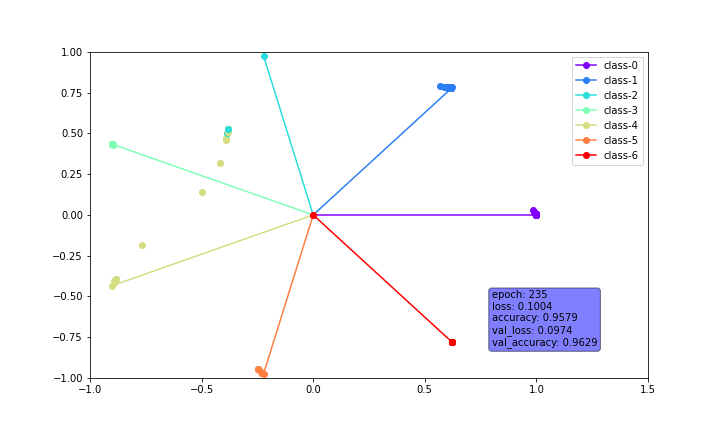 1.00
0.75
0.50
0.25
0.00
−0.25
−0.50
−0.75
−1.00
−1.0
−0.5
0.0
0.5
1.0
1.5
class-0
class-1
class-2
class-3
class-4
class-5
class-6
epoch: 235
loss: 0.1004
accuracy: 0.9579
val_loss: 0.0974
val_accuracy: 0.9629